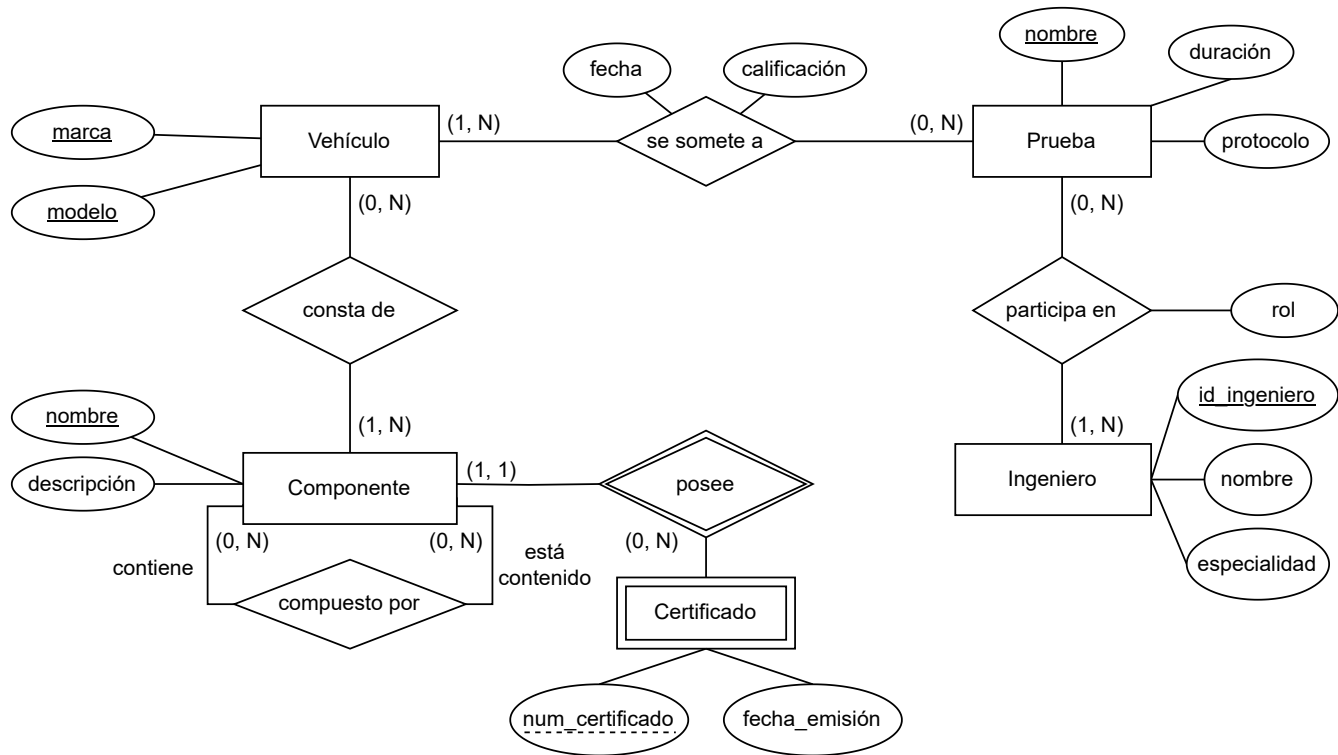 nombre
fecha
calificación
duración
marca
Vehículo
(1, N)
se somete a
(0, N)
Prueba
protocolo
modelo
(0, N)
(0, N)
consta de
participa en
rol
nombre
(1, N)
id_ingeniero
(1, N)
descripción
Componente
(1, 1)
posee
Ingeniero
nombre
(0, N)
(0, N)
(0, N)
contiene
está
contenido
especialidad
compuesto por
Certificado
num_certificado
fecha_emisión